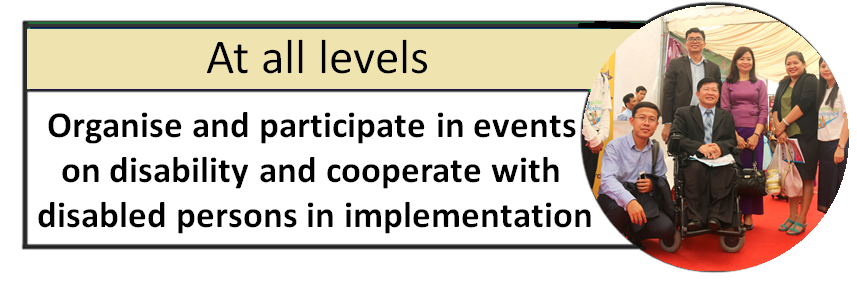 At all levels
Organise and participate in events
on disability and cooperate with
disabled persons in implementation